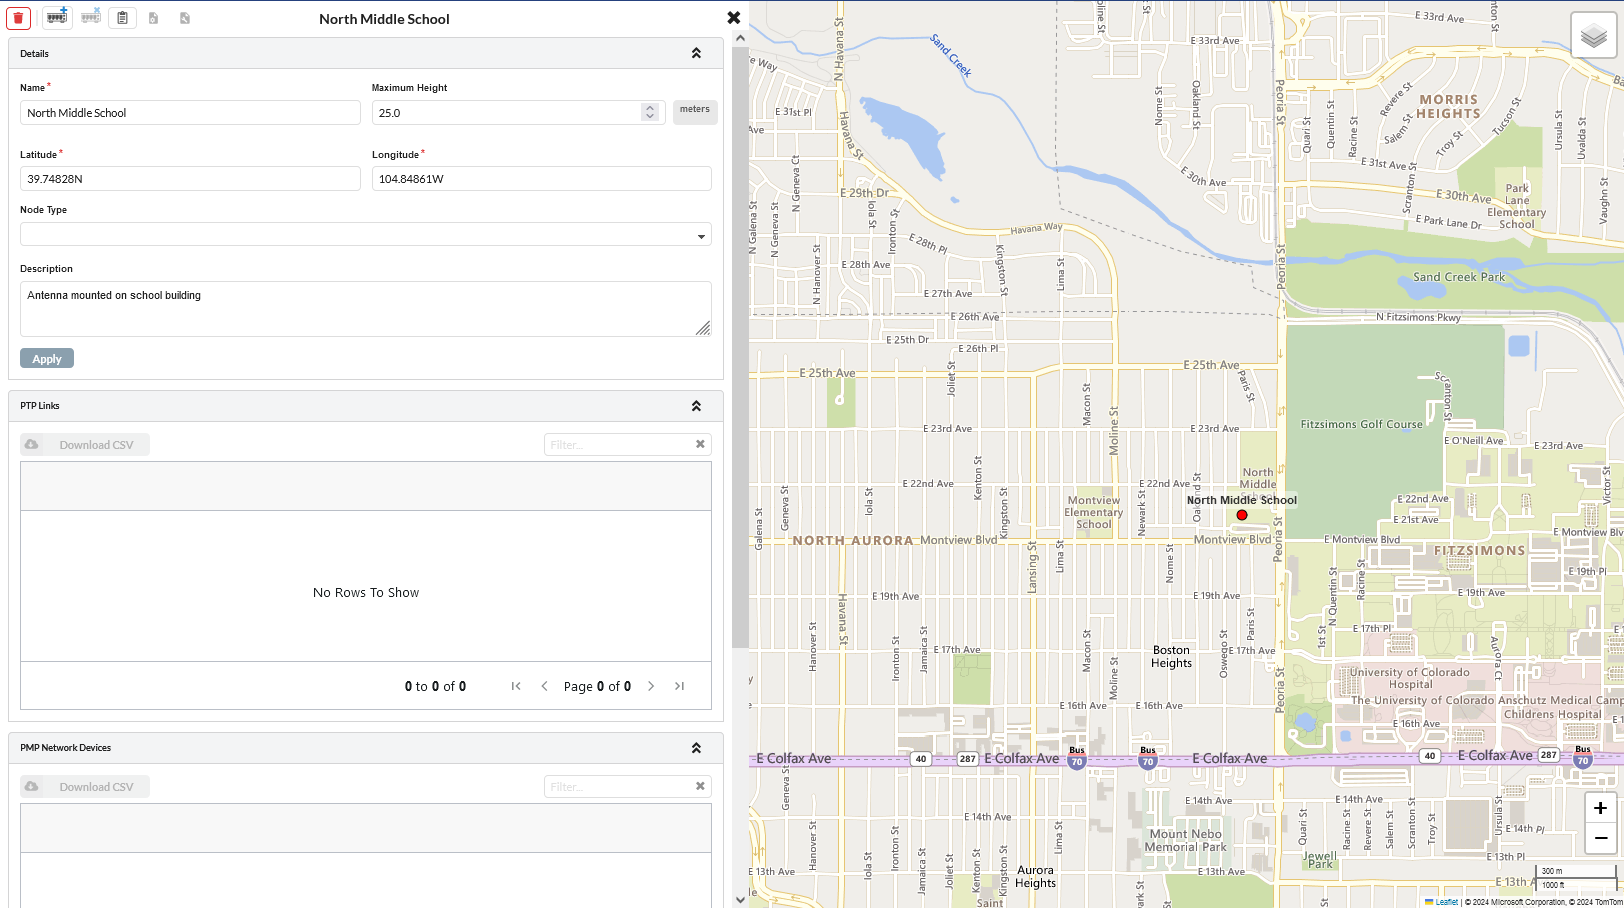 North Middle School
Details
Name *
Maximum Height
North Middle School
25.0
meters
Latitude *
Longitude *
39.74828N
104.84861W
Node Type
Description
Antenna mounted on school building
Apply
PTP Links
Download CSV
Filter...
No Rows To Show
0 to 0 of 0
Page 0 of 0
PMP Network Devices
Download CSV
Filter...
E 33rd Ave
E 33rd Ave
Sand Creek
N Havana St
Havana St
E 31st Pl
N Geneva Ct
E 29th Dr
Iola St
Ironton St
N Galena St
N Geneva St
N Hanover St
E 28th Pl
E 28th Ave
Havana Way
Kingston St
Lima St
Nome St
Oakland St
E 30th Ave
Peoria St
Peoria St
MORRIS
HEIGHTS
Revere St
Salem St
Troy St
Tucson St
Quari St
N Quentin St
Racine St
Ursula St
Uvalda St
Vaughn St
E 31st Ave
Scranton St
E 30th Ave
E Park Lane Dr
Park
Lane
Elementary
School
Sand Creek Park
N Fitzsimons Pkwy
E 27th Ave
E 26th Ave
E 25th Dr
E 26th Pl
E 25th Ave
E 25th Ave
Paris St
Joliet St
Macon St
Moline St
E 23rd Ave
E 23rd Ave
Scranton St
Fitzsimons Golf Course
E O'Neill Ave
E 23rd Ave
Victor St
E 22nd Ave
E 22nd Ave
E 22nd Ave
E 21st Ave
Kenton St
Kingston St
Iola St
Geneva St
Galena St
Montview
Elementary
School
Newark St
North
Middle
North Middle School
NORTH AURORA
Montview Blvd
Montview Blvd
E Montview Blvd
E Montview Blv
Peoria St
FITZSIMONS
Lansing St
Lima St
Nome St
E 19th Pl
E 19th Ave
E 19th Ave
E 19th Ave
N Quentin St
Racine St
Havana St
Hanover St
Ironton St
Jamaica St
Macon St
Moline St
Oswego St
Paris St
1st St
E 17th Pl
E 17th Ave
E 17th Ave
Boston
Heights
Aurora Ct
University of Colorado
Hospital
The University of Colorado Anschutz Medical Camp
Childrens Hospital
Peoria St
E 16th Ave
E 16th Ave
E 16th Ave
E Colfax Ave
40
287
E Colfax Ave
Bus
70
Bus
70
E Colfax Ave
40
E Colfax Ave
287
Bus
70
Geneva St
E 14th Ave
E 14th Ave
E 14th Ave
E 14th Pl
Hanover St
Iola St
Ironton St
Jamaica St
Joliet St
Kenton St
Kingston St
Lima St
Mount Nebo
Memorial Park
Quari St
Racine St
Revere St
Salem St
Scranton St
Troy St
Ursula St
E 13th Ave
E 13th Pl
Jewell
Park
Aurora
Heights
Saint
+
−
300 m
1000 ft
Leaflet | © 2024 Microsoft Corporation, © 2024 TomTom